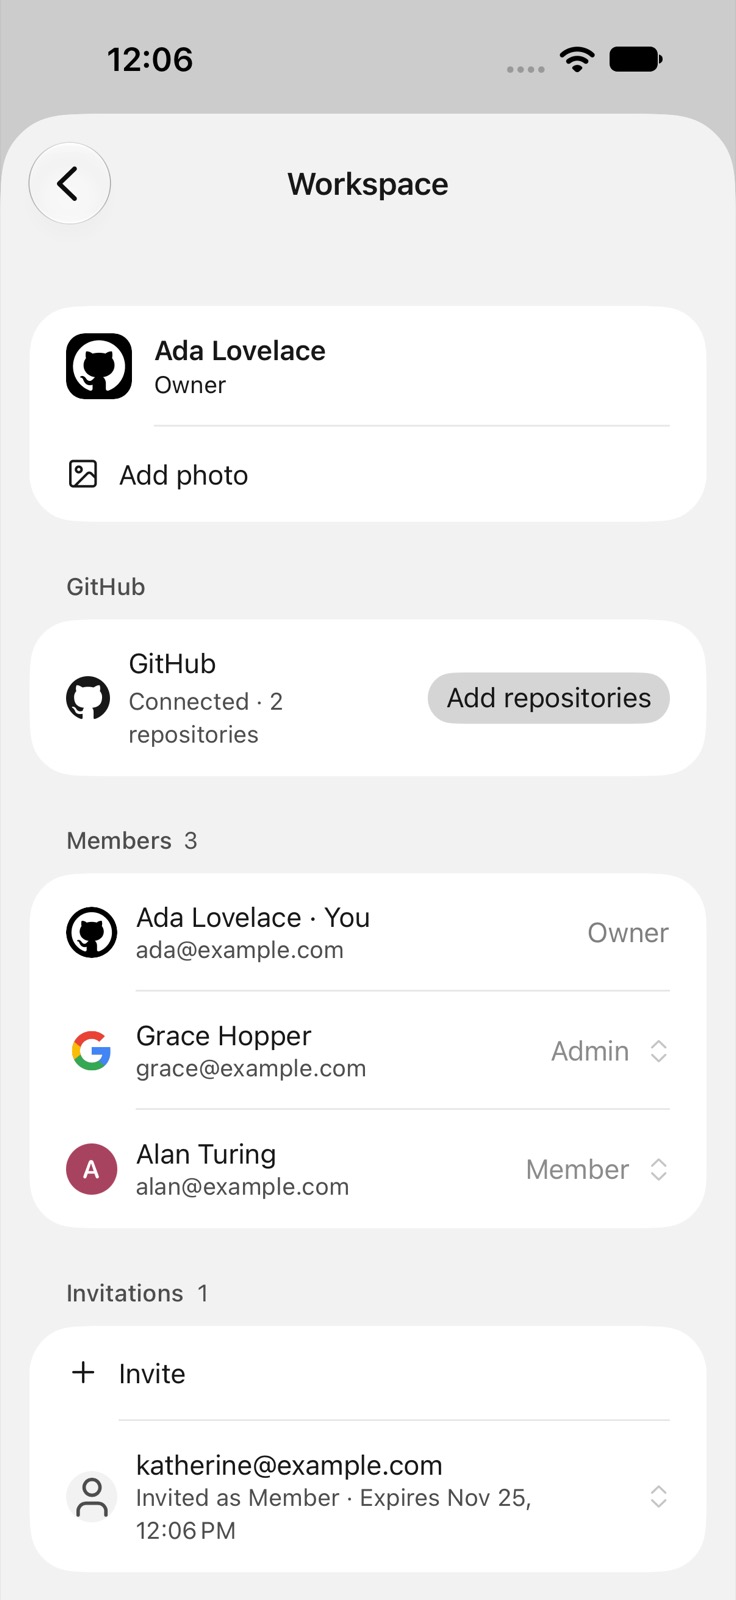 12:06
Workspace
Ada Lovelace
Owner
Add photo
GitHub
GitHub
Connected · 2
repositories
Add repositories
Members 3
Ada Lovelace · You
ada@example.com
Owner
Grace Hopper
grace@example.com
Admin
A
Alan Turing
alan@example.com
Member
Invitations 1
Invite
katherine@example.com
Invited as Member · Expires Nov 25,
12:06 PM